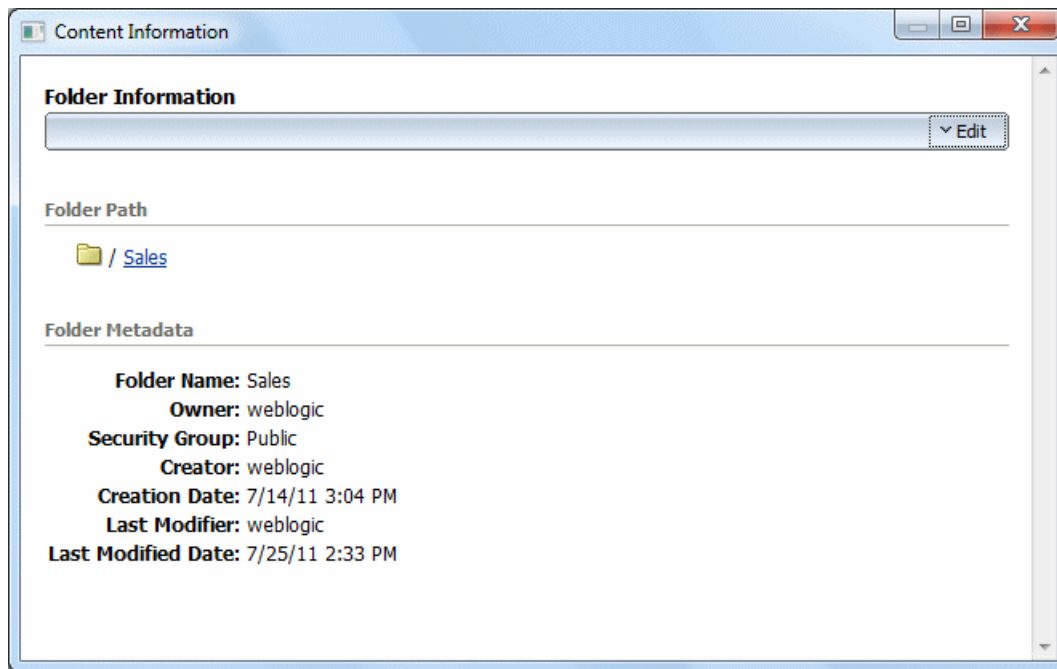 Content Information
Folder Information
Edit
Folder Path
/ Sales
Folder Metadata
Folder Name: Sales
Owner: weblogic
Security Group: Public
Creator: weblogic
Creation Date: 7/14/11 3:04 PM
Last Modifier: weblogic
Last Modified Date: 7/25/11 2:33 PM